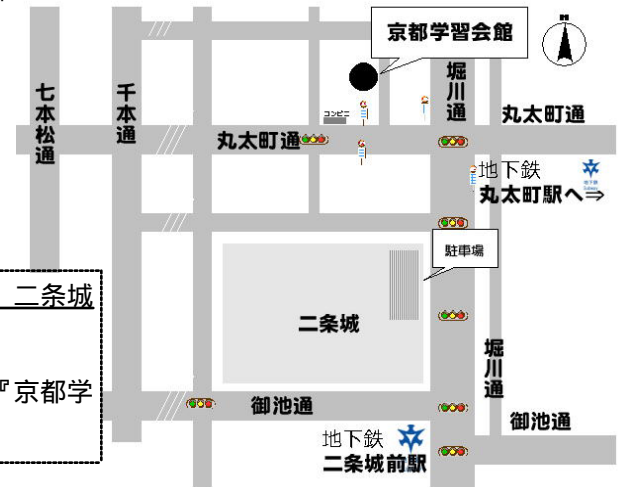 京都学習会館
N
七本松通
千本通
堀川通
コンビニ
丸太町通
丸太町通
地下鉄
丸太町駅へ⇒
駐車場
二条城
二条城
『京都学
堀川通
御池通
御池通
地下鉄
二条城前駅